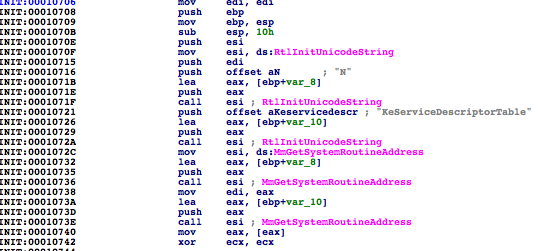 INIT:00010706 mov edi, edi
INIT:00010708 push ebp
INIT:00010709 mov ebp, esp
INIT:0001070B sub esp, 10h
INIT:0001070E push esi
INIT:0001070F mov esi, ds:RtlInitUnicodeString
INIT:00010715 push edi
INIT:00010716 push offset aN ; "N"
INIT:0001071B lea eax, [ebp+var_8]
INIT:0001071E push eax
INIT:0001071F call esi ; RtlInitUnicodeString
INIT:00010721 push offset aKeservicedescr ; "KeServiceDescriptorTable"
INIT:00010726 lea eax, [ebp+var_10]
INIT:00010729 push eax
INIT:0001072A call esi ; RtlInitUnicodeString
INIT:0001072C mov esi, ds:MmGetSystemRoutineAddress
INIT:00010732 lea eax, [ebp+var_8]
INIT:00010735 push eax
INIT:00010736 call esi ; MmGetSystemRoutineAddress
INIT:00010738 mov edi, eax
INIT:0001073A lea eax, [ebp+var_10]
INIT:0001073D push eax
INIT:0001073E call esi ; MmGetSystemRoutineAddress
INIT:00010740 mov eax, [eax]
INIT:00010742 xor ecx, ecx